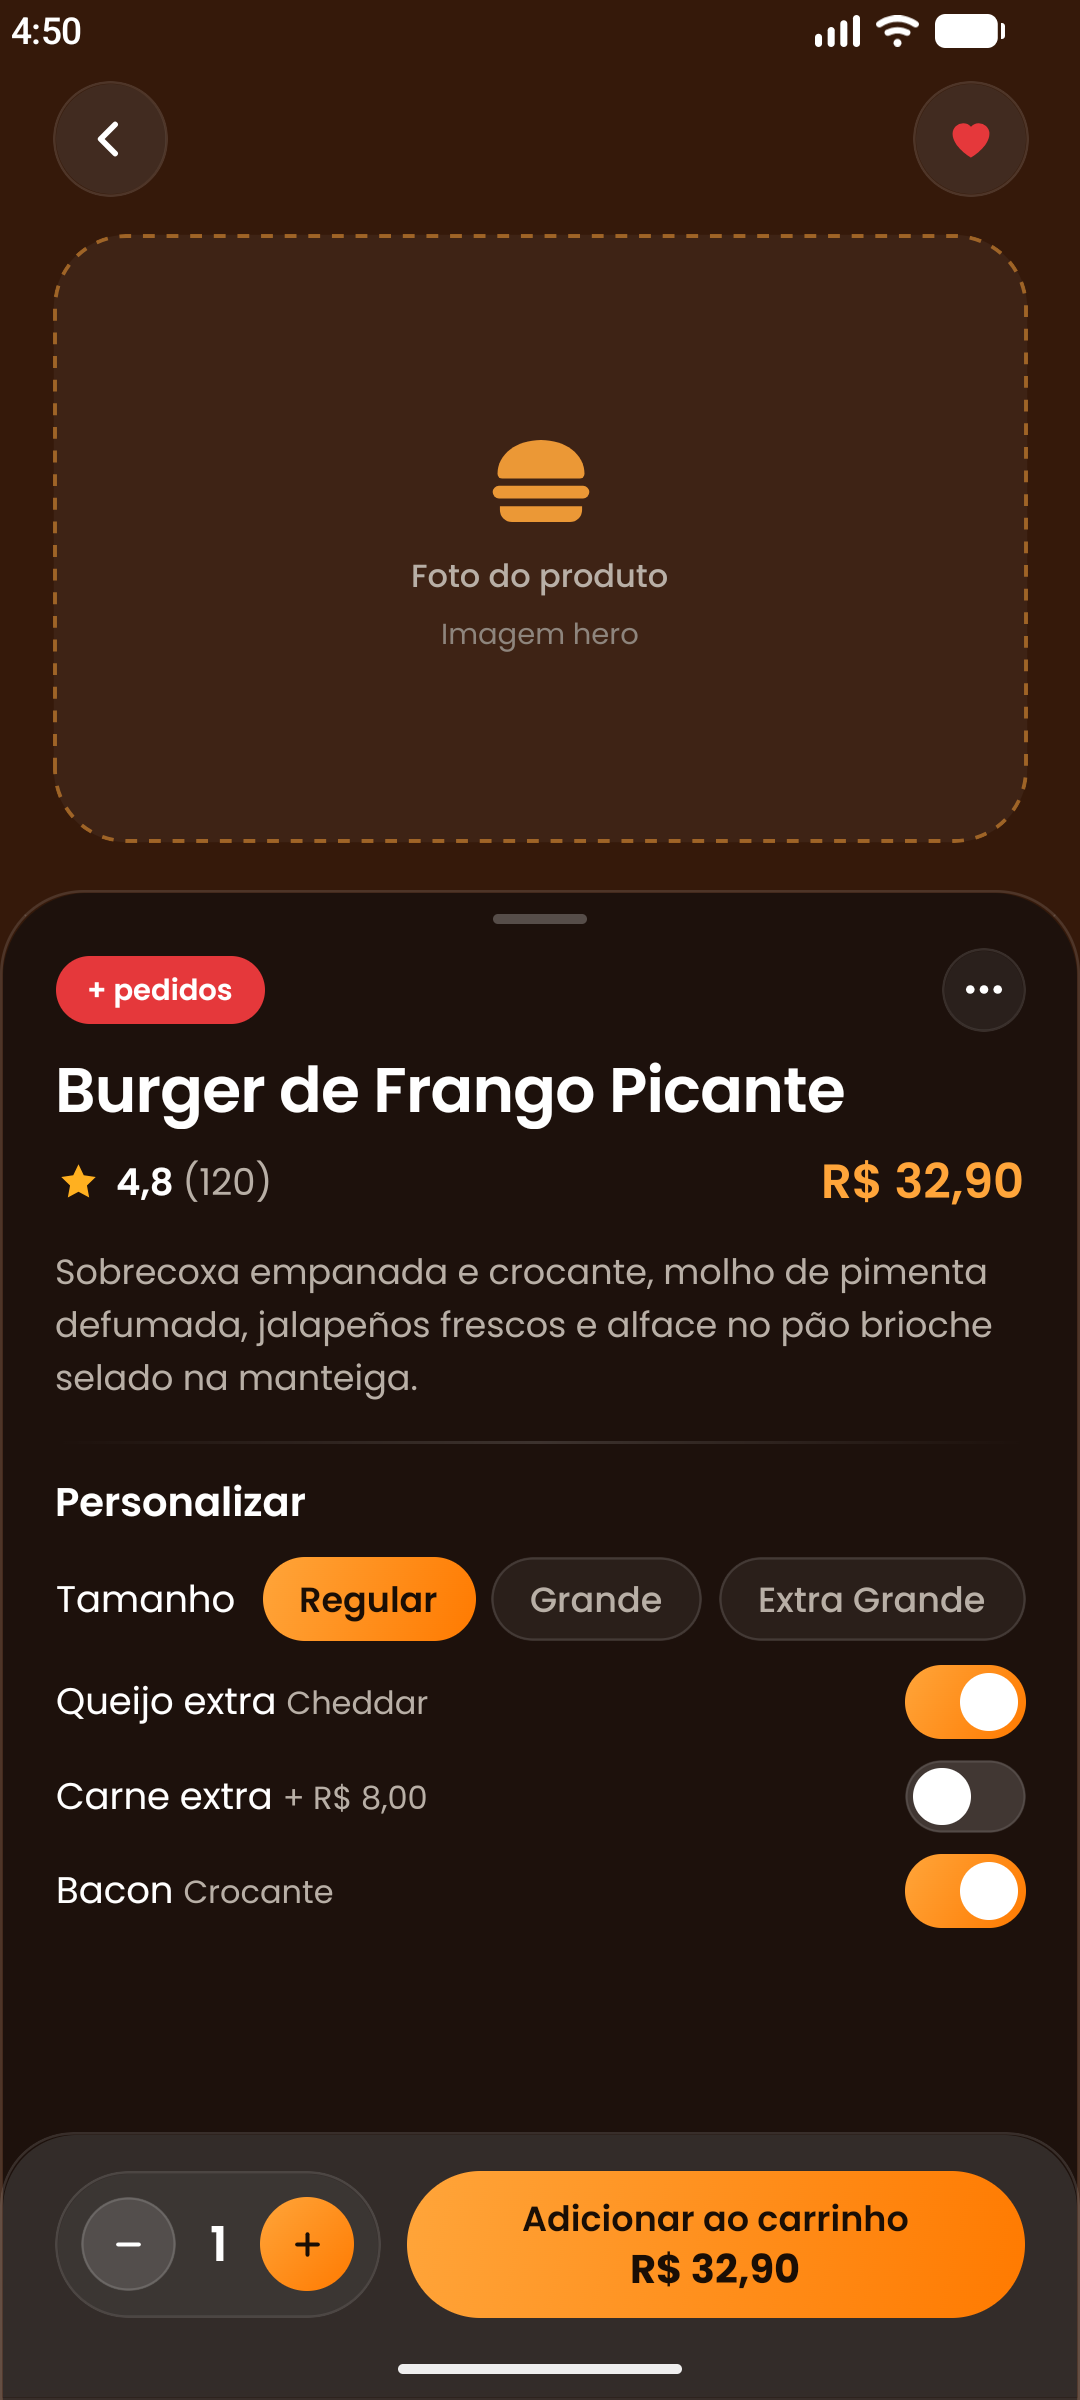 4:50
Foto do produto
Imagem hero
+ pedidos
Burger de Frango Picante
4,8 (120)
R$ 32,90
Sobrecoxa empanada e crocante, molho de pimenta
defumada, jalapeños frescos e alface no pão brioche
selado na manteiga.
Personalizar
Tamanho Regular Grande Extra Grande
Queijo extra Cheddar
Carne extra + R$ 8,00
Bacon Crocante
1
Adicionar ao carrinho
R$ 32,90